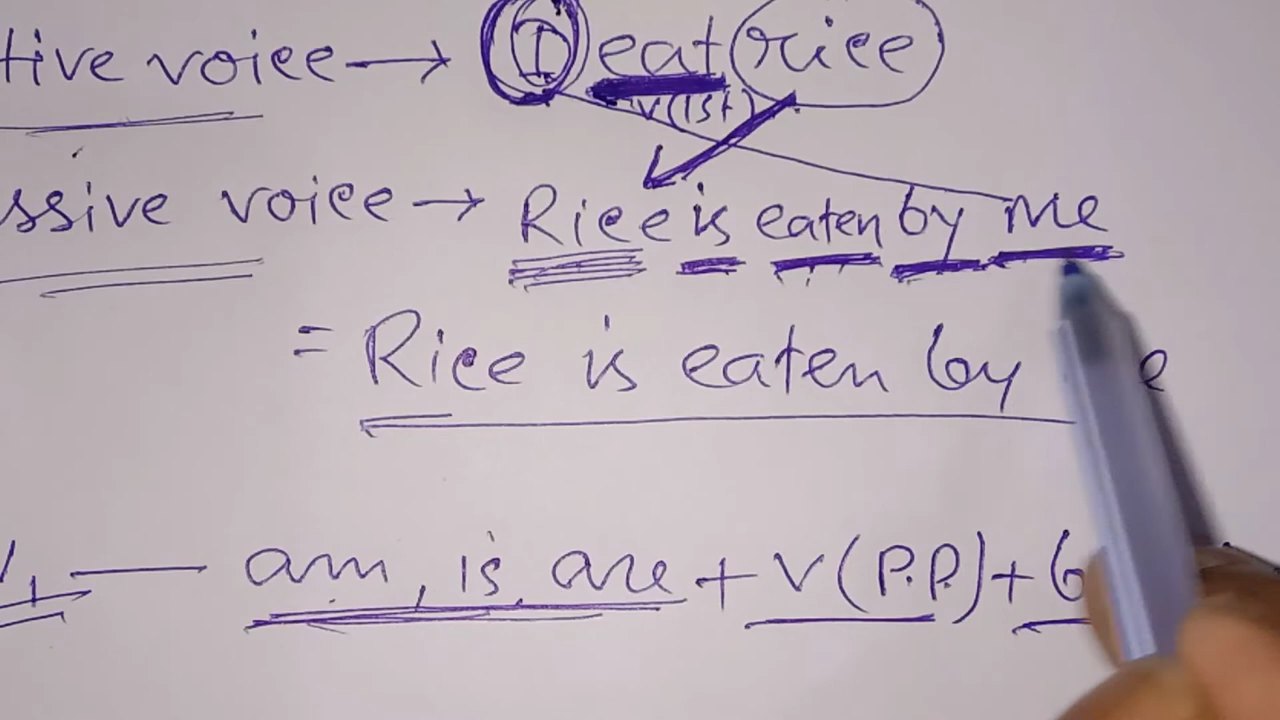 tive voice → I eat rice
V(1st)
ssive voice → Rice is eaten by me
= Rice is eaten by e
V1 — am, is, are + V(P.P) + b